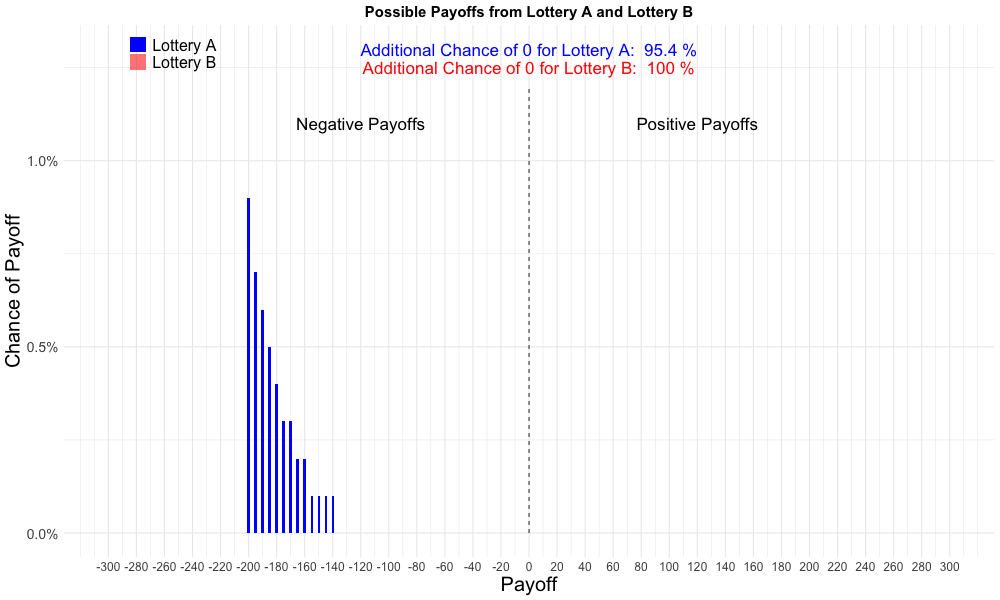 Possible Payoffs from Lottery A and Lottery B
Lottery A
Lottery B
Additional Chance of 0 for Lottery A:  95.4 %
Additional Chance of 0 for Lottery B:  100 %
Negative Payoffs
Positive Payoffs
1.0%
0.5%
0.0%
Chance of Payoff
-300 -280 -260 -240 -220 -200 -180 -160 -140 -120 -100 -80 -60 -40 -20 0 20 40 60 80 100 120 140 160 180 200 220 240 260 280 300
Payoff